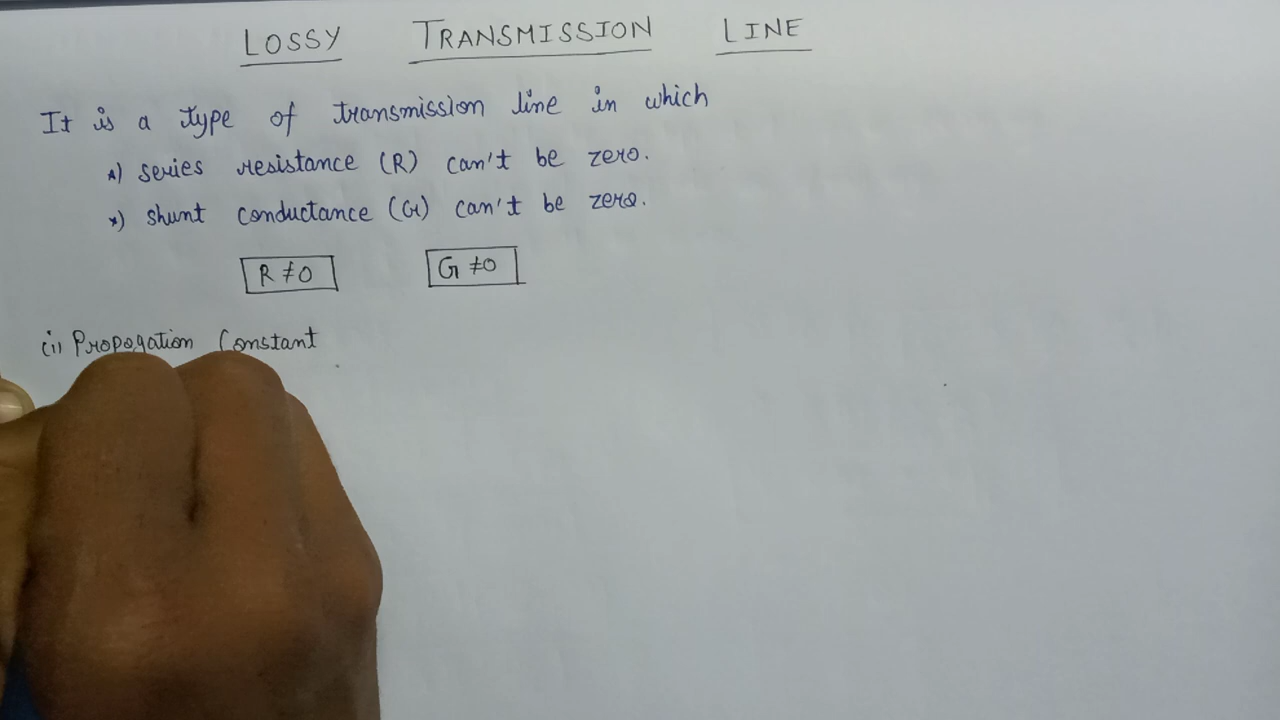 LOSSY TRANSMISSION LINE
It is a type of transmission line in which
*) series resistance (R) can't be zero.
*) shunt conductance (G) can't be zero.
R ≠ 0 G ≠ 0
(i) Propogation Constant